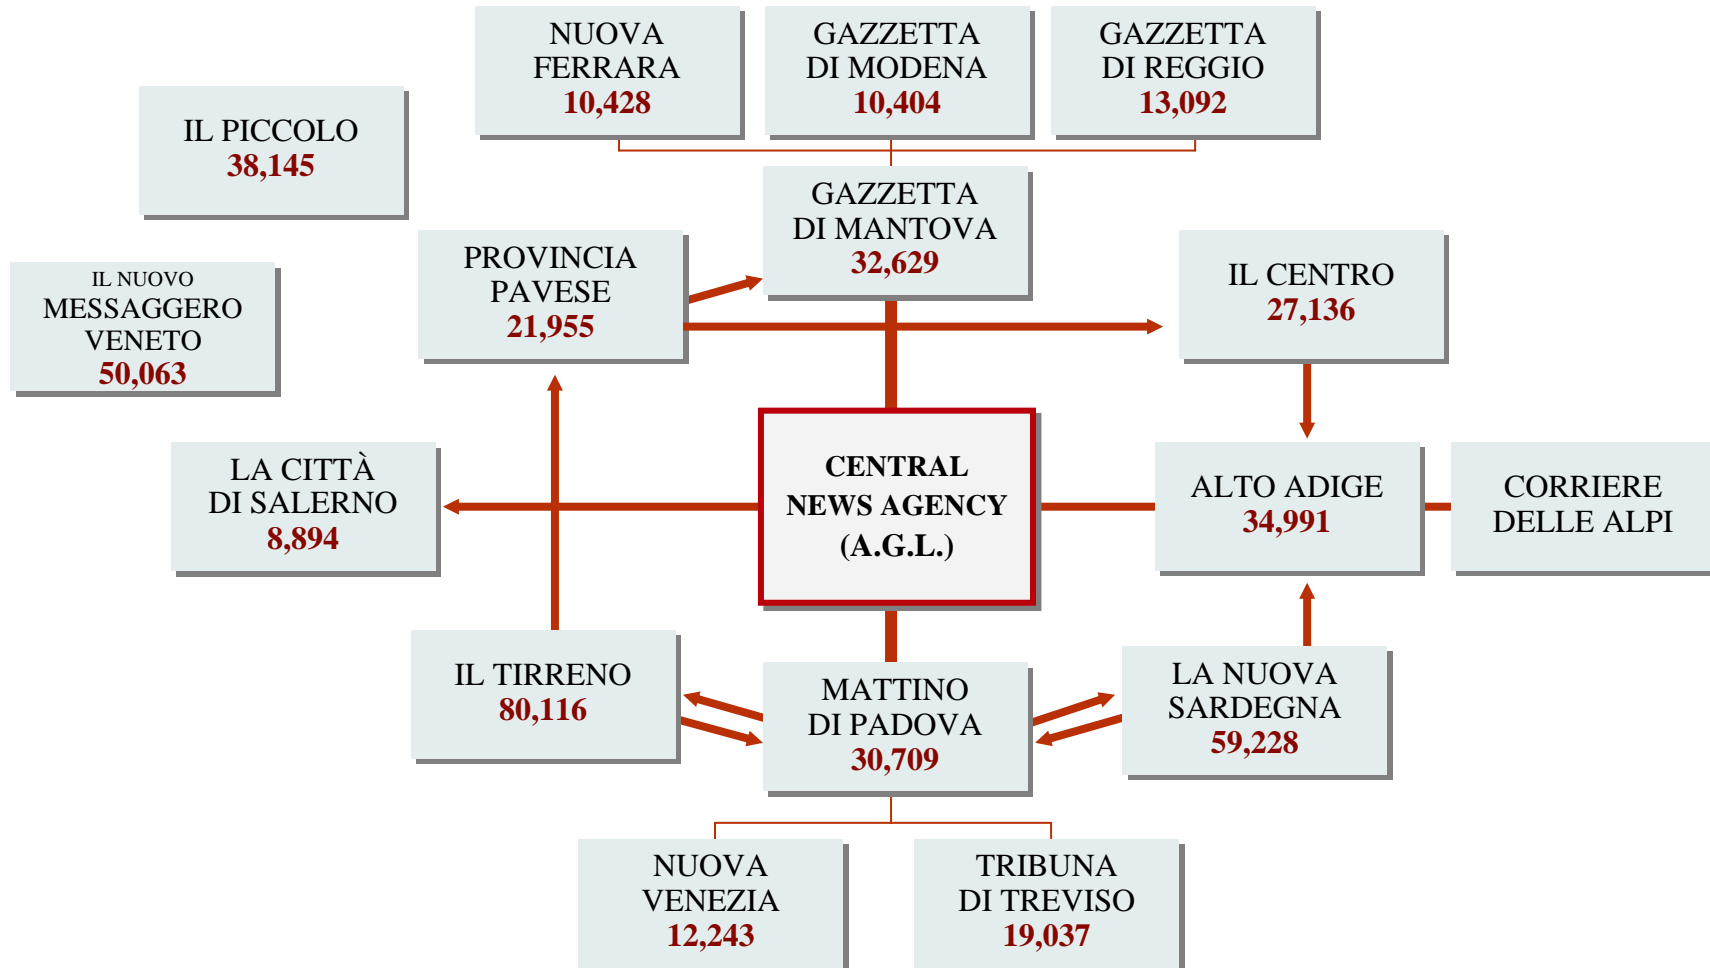 NUOVA
FERRARA
10,428
GAZZETTA
DI MODENA
10,404
GAZZETTA
DI REGGIO
13,092
IL PICCOLO
38,145
GAZZETTA
DI MANTOVA
32,629
PROVINCIA
PAVESE
21,955
IL CENTRO
27,136
IL NUOVO
MESSAGGERO
VENETO
50,063
LA CITTÀ
DI SALERNO
8,894
CENTRAL
NEWS AGENCY
(A.G.L.)
ALTO ADIGE
34,991
CORRIERE
DELLE ALPI
IL TIRRENO
80,116
MATTINO
DI PADOVA
30,709
LA NUOVA
SARDEGNA
59,228
NUOVA
VENEZIA
12,243
TRIBUNA
DI TREVISO
19,037